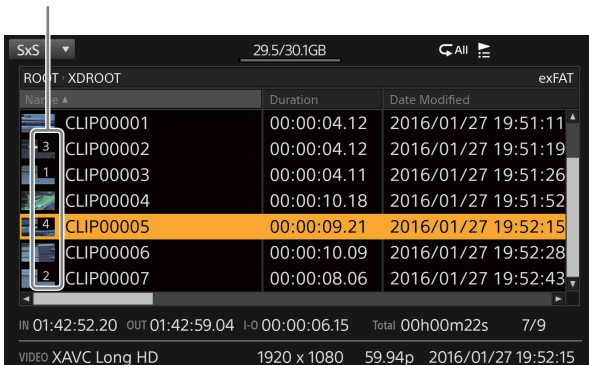 SxS ▼ 29.5/30.1GB All
ROOT XDROOT exFAT
Name ▲ Duration Date Modified
CLIP00001 00:00:04.12 2016/01/27 19:51:11
3 CLIP00002 00:00:04.12 2016/01/27 19:51:19
1 CLIP00003 00:00:04.11 2016/01/27 19:51:26
CLIP00004 00:00:10.18 2016/01/27 19:51:52
4 CLIP00005 00:00:09.21 2016/01/27 19:52:15
CLIP00006 00:00:10.09 2016/01/27 19:52:28
2 CLIP00007 00:00:08.06 2016/01/27 19:52:43
IN 01:42:52.20 OUT 01:42:59.04 I-O 00:00:06.15 Total 00h00m22s 7/9
VIDEO XAVC Long HD 1920 x 1080 59.94p 2016/01/27 19:52:15